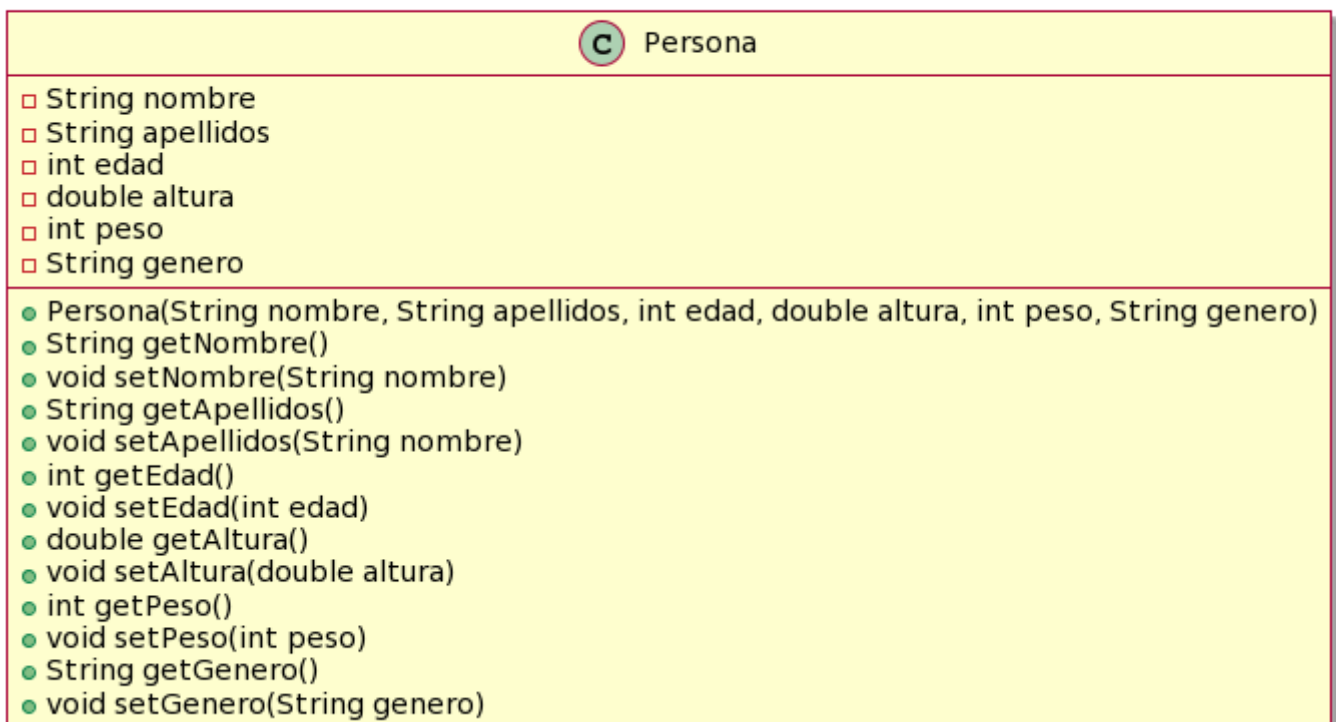 C Persona
String nombre
String apellidos
int edad
double altura
int peso
String genero
Persona(String nombre, String apellidos, int edad, double altura, int peso, String genero)
String getNombre()
void setNombre(String nombre)
String getApellidos()
void setApellidos(String nombre)
int getEdad()
void setEdad(int edad)
double getAltura()
void setAltura(double altura)
int getPeso()
void setPeso(int peso)
String getGenero()
void setGenero(String genero)